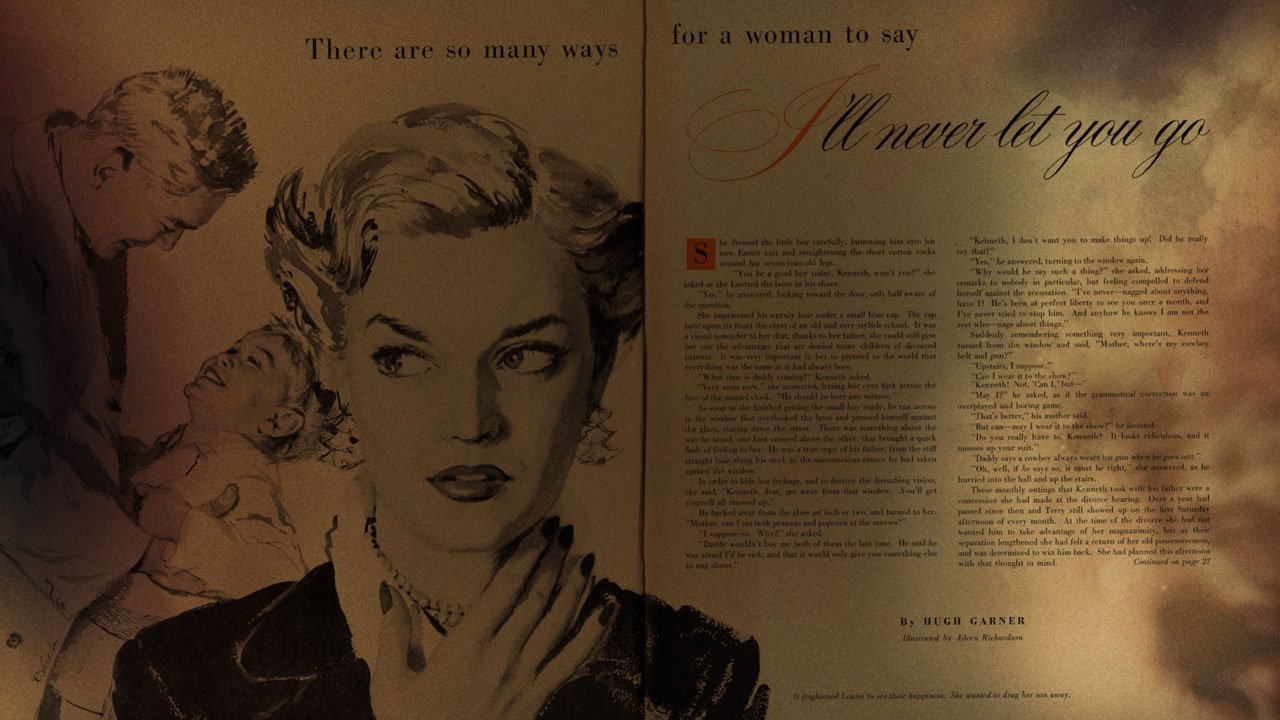 There are so many ways
for a woman to say
I'll never let you go
She dressed the little boy carefully, buttoning him into his
new Easter suit and straightening the short cotton socks
around his seven-year-old legs.
"You be a good boy today, Kenneth, won't you?" she
asked as she knotted the laces in his shoes.
"Yes," he answered, looking toward the door, only half aware of
the question.
She imprisoned his unruly hair under a small blue cap. The cap
bore upon its front the crest of an old and very stylish school. It was
a visual reminder to her that, thanks to her father, she could still give
her son the advantages that are denied many children of divorced
parents. It was very important to her to pretend to the world that
everything was the same as it had always been.
"What time is daddy coming?" Kenneth asked.
"Very soon now," she answered, letting her eyes flick across the
face of the mantel clock. "He should be here any minute."
As soon as she finished getting the small boy ready, he ran across
to the window that overlooked the lawn and pressed himself against
the glass, staring down the street. There was something about the
way he stood, one foot crossed above the other, that brought a quick
flash of feeling to her. He was a true copy of his father, from the stiff
straight hair along his neck to the unconscious stance he had taken
against the window.
In order to hide her feelings, and to destroy the disturbing vision,
she said, "Kenneth, dear, get away from that window. You'll get
yourself all mussed up."
He backed away from the glass an inch or two, and turned to her.
"Mother, can I eat both peanuts and popcorn at the movies?"
"I suppose so. Why?" she asked.
"Daddy wouldn't buy me both of them the last time. He said he
was afraid I'd be sick, and that it would only give you something else
to nag about."
"Kenneth, I don't want you to make things up! Did he really
say that?"
"Yes," he answered, turning to the window again.
"Why would he say such a thing?" she asked, addressing her
remarks to nobody in particular, but feeling compelled to defend
herself against the accusation. "I've never—nagged about anything,
have I? He's been at perfect liberty to see you once a month, and
I've never tried to stop him. And anyhow he knows I am not the
sort who—nags about things."
Suddenly remembering something very important, Kenneth
turned from the window and said, "Mother, where's my cowboy
belt and gun?"
"Upstairs, I suppose."
"Can I wear it to the show?"
"Kenneth! Not, 'Can I,' but—"
"May I?" he asked, as if the grammatical correction was an
overplayed and boring game.
"That's better," his mother said.
"But can—may I wear it to the show?" he insisted.
"Do you really have to, Kenneth? It looks ridiculous, and it
musses up your suit."
"Daddy says a cowboy always wears his gun when he goes out."
"Oh, well, if he says so, it must be right," she answered, as he
hurried into the hall and up the stairs.
These monthly outings that Kenneth took with his father were a
concession she had made at the divorce hearing. Over a year had
passed since then and Terry still showed up on the first Saturday
afternoon of every month. At the time of the divorce she had not
wanted him to take advantage of her magnanimity, but as their
separation lengthened she had felt a return of her old possessiveness,
and was determined to win him back. She had planned this afternoon
with that thought in mind. Continued on page 27
By HUGH GARNER
Illustrated by Aileen Richardson
It frightened Louise to see their happiness. She wanted to drag her son away.